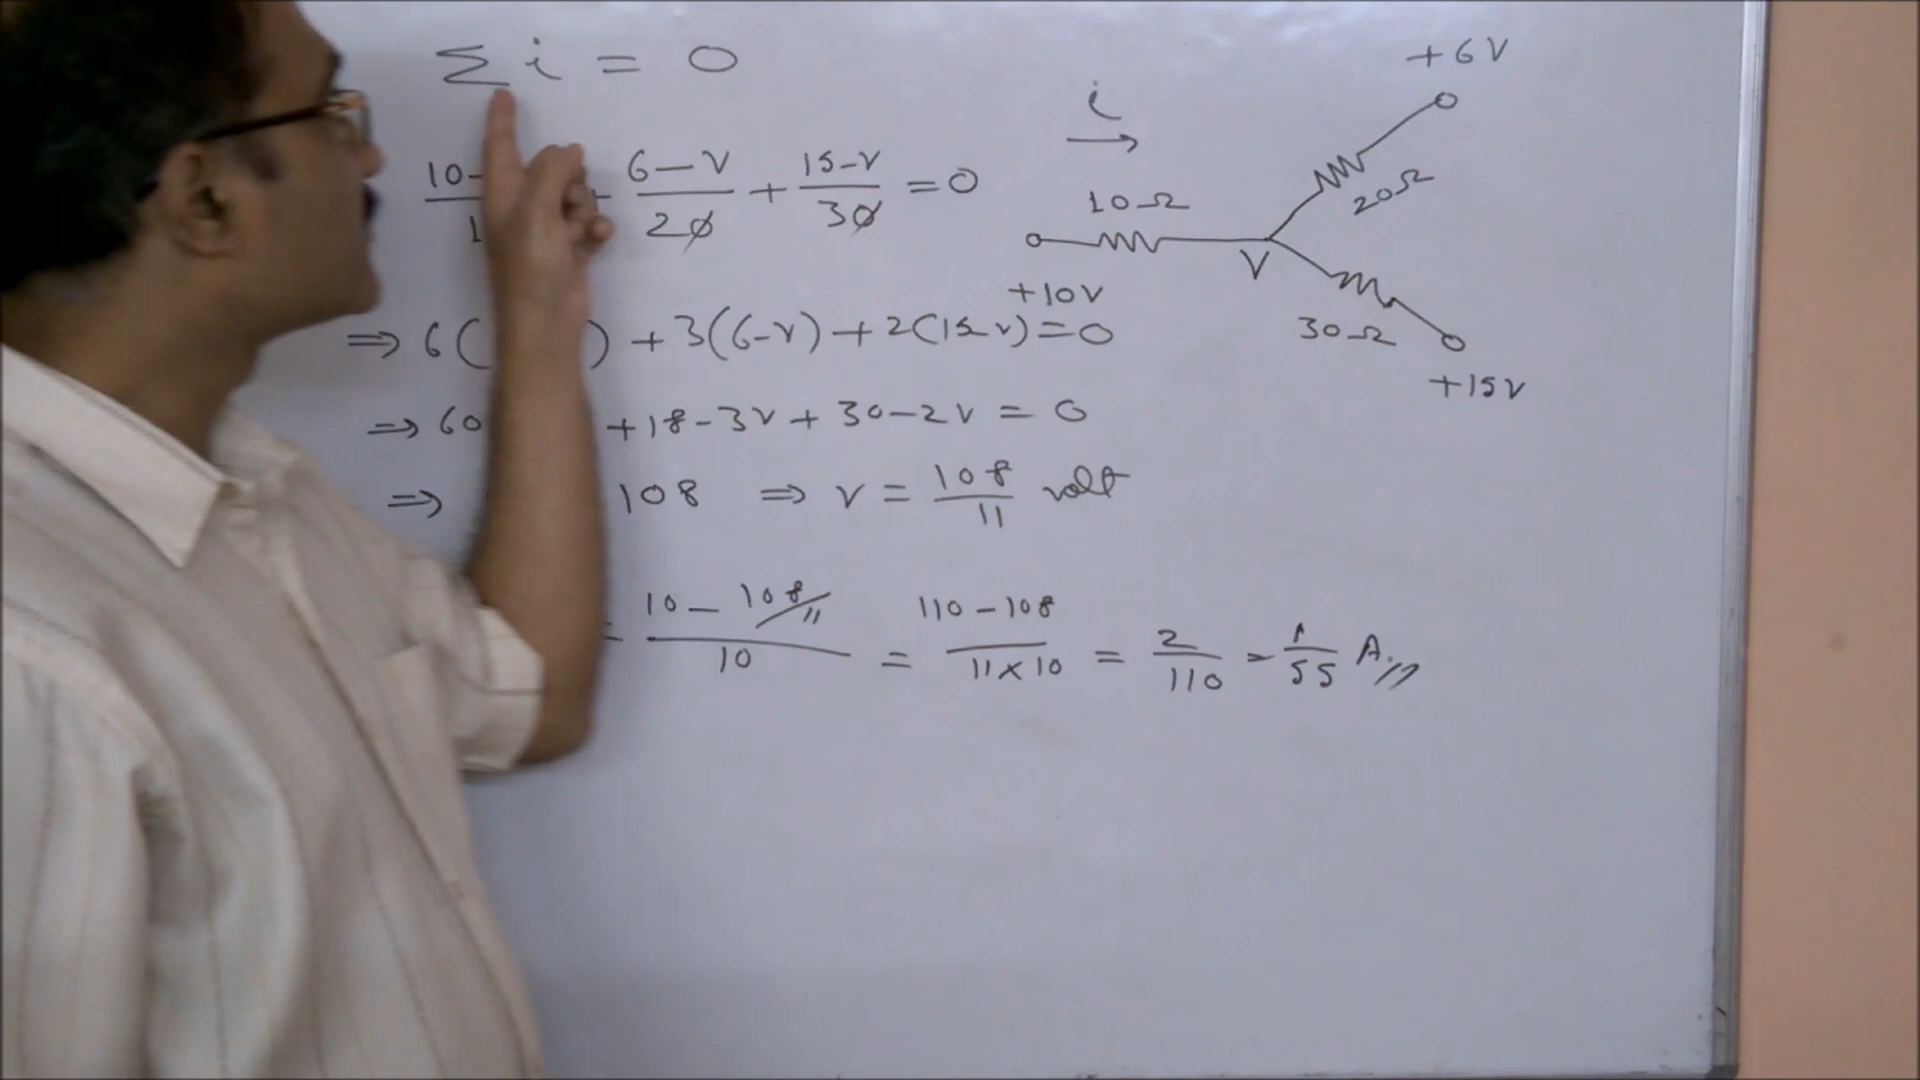 Σi = 0
10- + 6-V/20 + 15-V/30 = 0
⇒ 6( ) + 3(6-V) + 2(15-V) = 0
⇒ 60 +18-3V + 30-2V = 0
⇒ 108 ⇒ V = 108/11 volt
= 10 - 108/11 / 10 = 110-108 / 11×10 = 2/110 = 1/55 A.//
i
→
+6V
20Ω
10Ω
V
+10V
30Ω
+15V